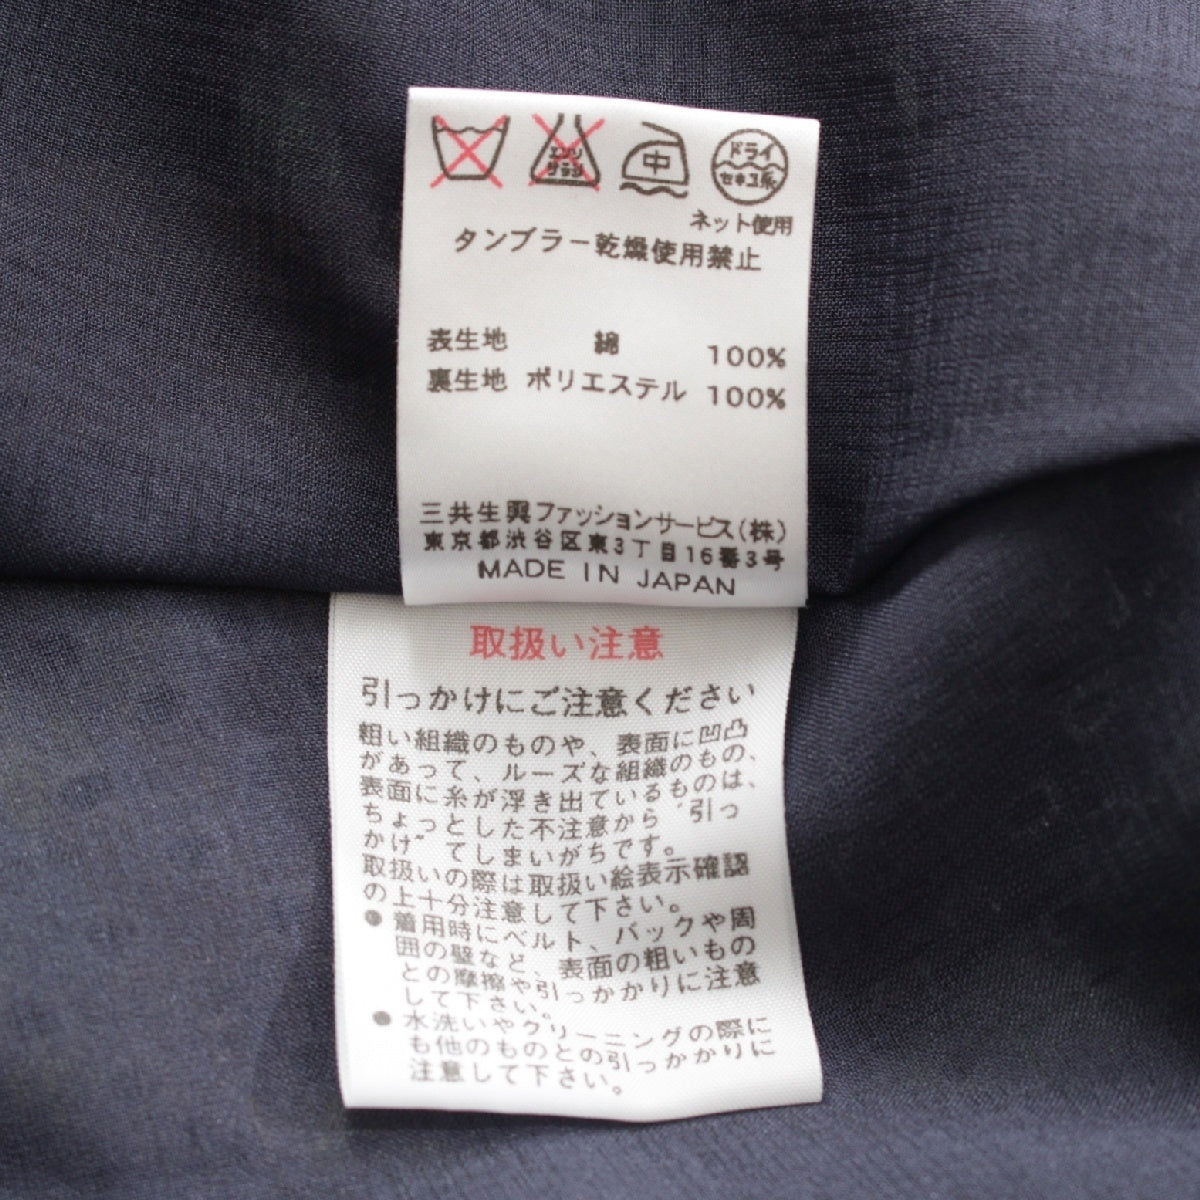 エンソ
サラシ
中
ドライ
セキユ系
ネット使用
タンブラー乾燥使用禁止
表生地 綿 100%
裏生地 ポリエステル 100%
三共生興ファッションサービス(株)
東京都渋谷区東3丁目16番3号
MADE IN JAPAN
取扱い注意
引っかけにご注意ください
粗い組織のものや、表面に凹凸
があって、ルーズな組織のもの、
表面に糸が浮き出ているものは、
ちょっとした不注意から〝引っ
かけ〟てしまいがちです。
取扱いの際は取扱い絵表示確認
の上十分注意して下さい。
●着用時にベルト、バックや周
囲の壁など、表面の粗いもの
との摩擦や引っかかりに注意
して下さい。
●水洗いやクリーニングの際に
も他のものとの引っかかりに
注意して下さい。